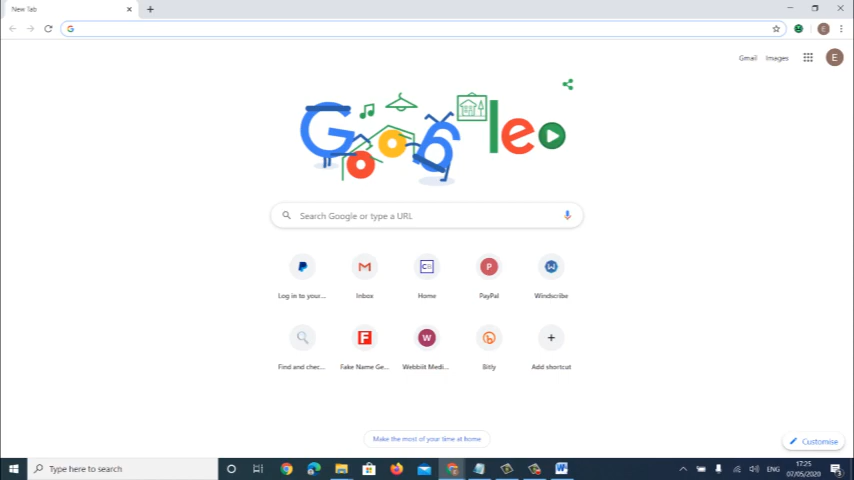 New Tab
Gmail Images
E
E
Google
Search Google or type a URL
Log in to your...
Inbox
Home
PayPal
Windscribe
Find and chec...
Fake Name Ge...
Webbiit Medi...
Bitly
Add shortcut
Make the most of your time at home
Customise
Type here to search
ENG
17:25
07/05/2020